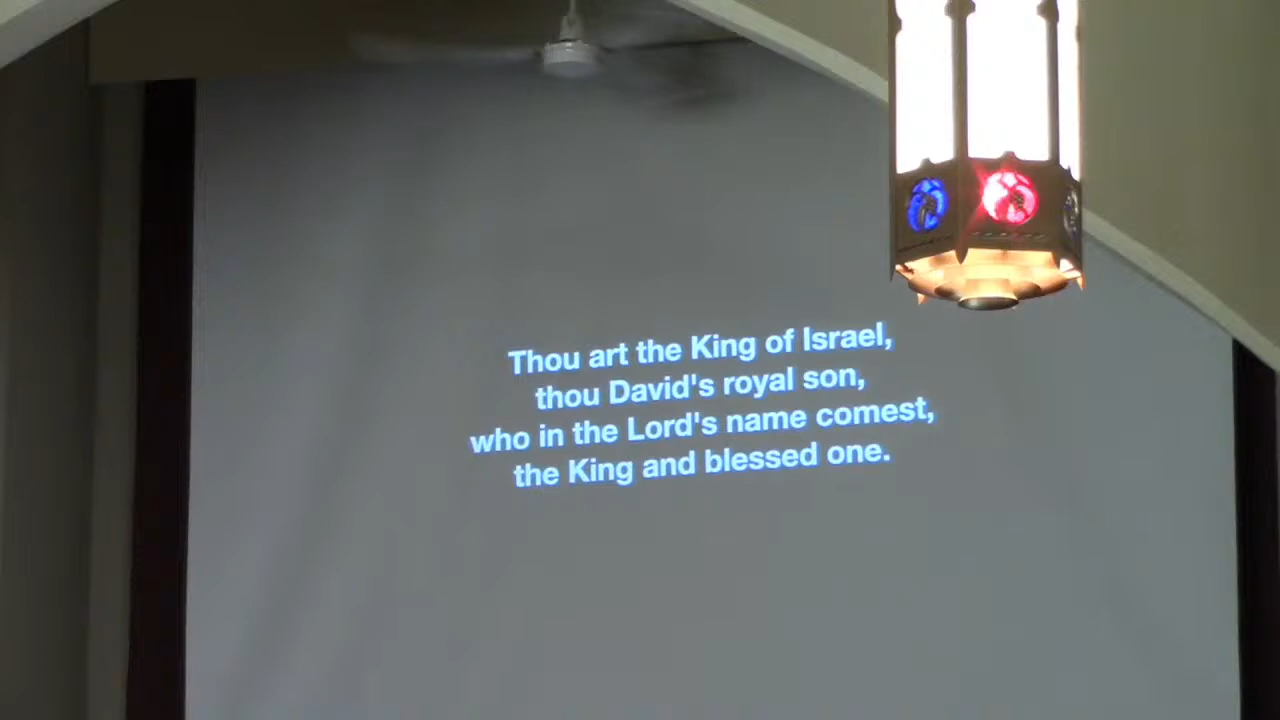 Thou art the King of Israel,
thou David's royal son,
who in the Lord's name comest,
the King and blessed one.